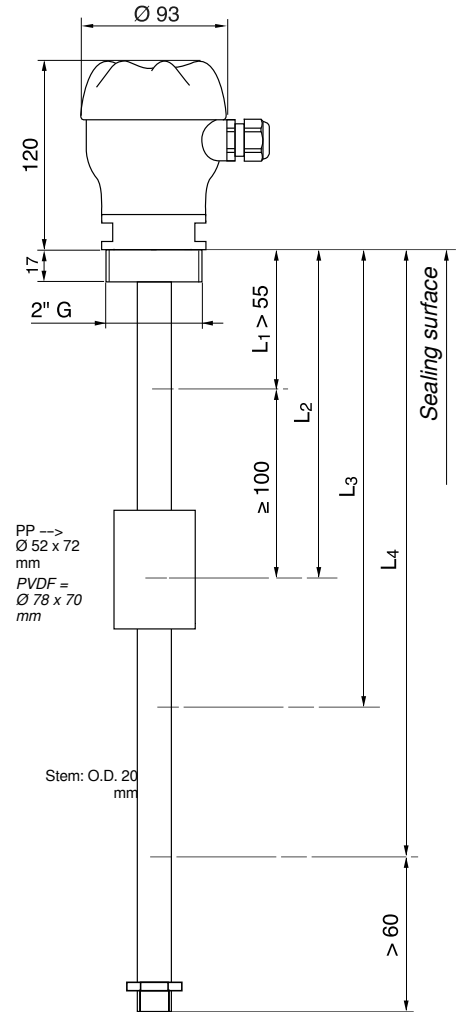 Ø 93
120
17
2" G
L1 > 55
L2
Sealing surface
≥ 100
L3
L4
PP -->
Ø 52 x 72
mm
PVDF =
Ø 78 x 70
mm
Stem: O.D. 20
mm
> 60